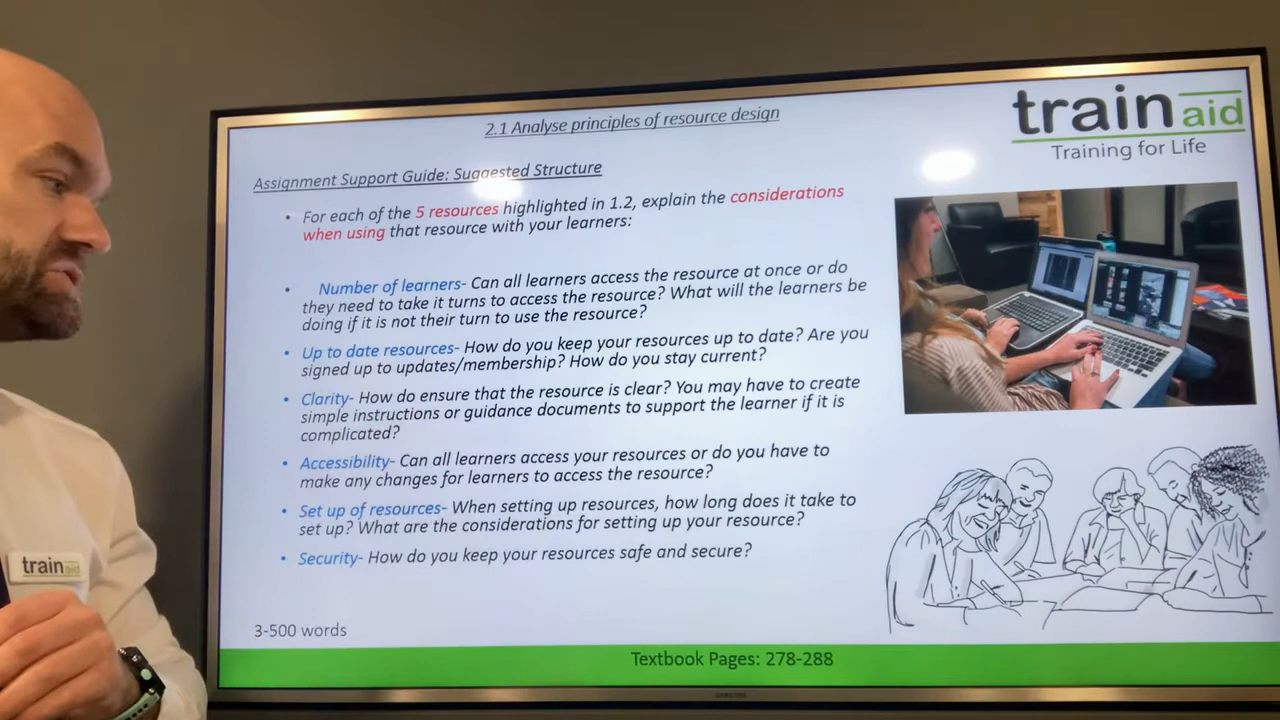 2.1 Analyse principles of resource design
train aid
Training for Life
Assignment Support Guide: Suggested Structure
• For each of the 5 resources highlighted in 1.2, explain the considerations
when using that resource with your learners:
• Number of learners- Can all learners access the resource at once or do
they need to take it turns to access the resource? What will the learners be
doing if it is not their turn to use the resource?
• Up to date resources- How do you keep your resources up to date? Are you
signed up to updates/membership? How do you stay current?
• Clarity- How do ensure that the resource is clear? You may have to create
simple instructions or guidance documents to support the learner if it is
complicated?
• Accessibility- Can all learners access your resources or do you have to
make any changes for learners to access the resource?
• Set up of resources- When setting up resources, how long does it take to
set up? What are the considerations for setting up your resource?
• Security- How do you keep your resources safe and secure?
3-500 words
Textbook Pages: 278-288
SAMSUNG
train aid